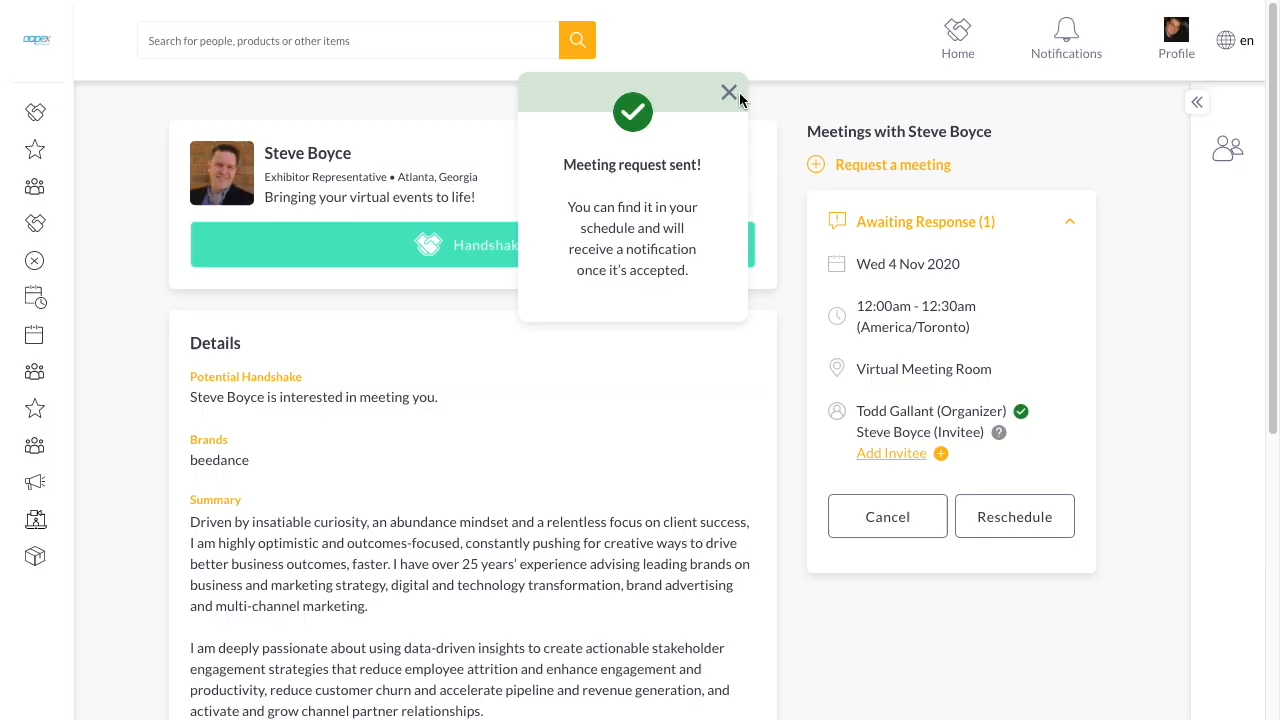 aapex
Search for people, products or other items
Home
Notifications
Profile
en
Steve Boyce
Exhibitor Representative • Atlanta, Georgia
Bringing your virtual events to life!
Handshak
Meeting request sent!
You can find it in your
schedule and will
receive a notification
once it’s accepted.
Details
Potential Handshake
Steve Boyce is interested in meeting you.
Brands
beedance
Summary
Driven by insatiable curiosity, an abundance mindset and a relentless focus on client success,
I am highly optimistic and outcomes-focused, constantly pushing for creative ways to drive
better business outcomes, faster. I have over 25 years’ experience advising leading brands on
business and marketing strategy, digital and technology transformation, brand advertising
and multi-channel marketing.
I am deeply passionate about using data-driven insights to create actionable stakeholder
engagement strategies that reduce employee attrition and enhance engagement and
productivity, reduce customer churn and accelerate pipeline and revenue generation, and
activate and grow channel partner relationships.
Meetings with Steve Boyce
Request a meeting
Awaiting Response (1)
Wed 4 Nov 2020
12:00am - 12:30am
(America/Toronto)
Virtual Meeting Room
Todd Gallant (Organizer)
Steve Boyce (Invitee) ?
Add Invitee
Cancel
Reschedule